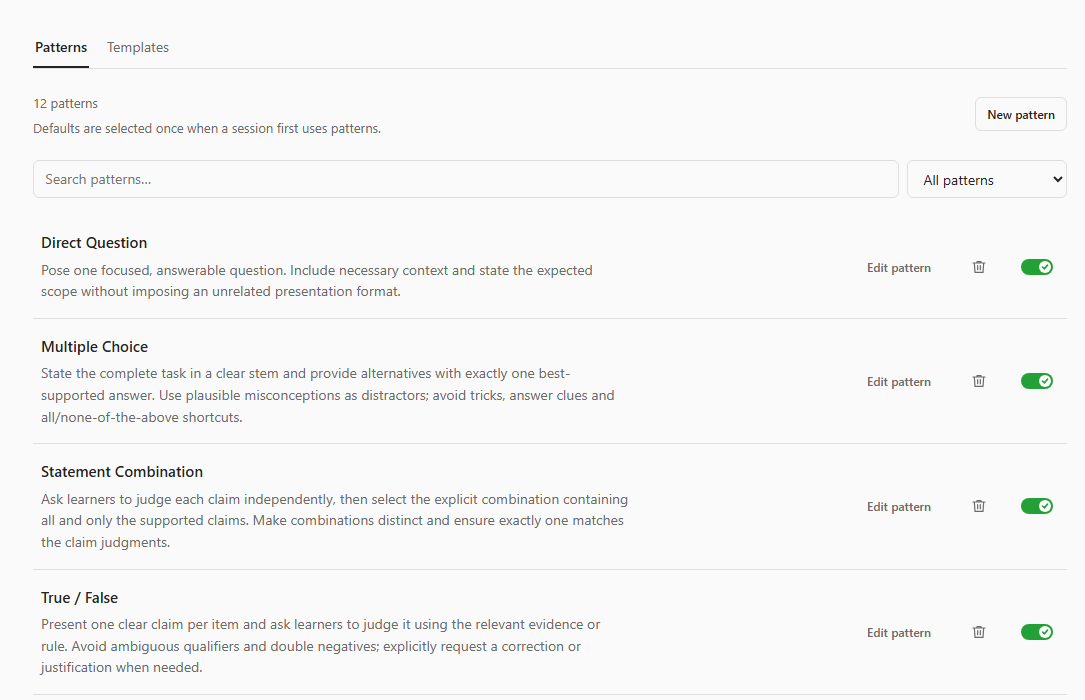 Patterns Templates
12 patterns
Defaults are selected once when a session first uses patterns.
New pattern
Search patterns...
All patterns
Direct Question
Pose one focused, answerable question. Include necessary context and state the expected
scope without imposing an unrelated presentation format.
Edit pattern
Multiple Choice
State the complete task in a clear stem and provide alternatives with exactly one best-
supported answer. Use plausible misconceptions as distractors; avoid tricks, answer clues and
all/none-of-the-above shortcuts.
Edit pattern
Statement Combination
Ask learners to judge each claim independently, then select the explicit combination containing
all and only the supported claims. Make combinations distinct and ensure exactly one matches
the claim judgments.
Edit pattern
True / False
Present one clear claim per item and ask learners to judge it using the relevant evidence or
rule. Avoid ambiguous qualifiers and double negatives; explicitly request a correction or
justification when needed.
Edit pattern